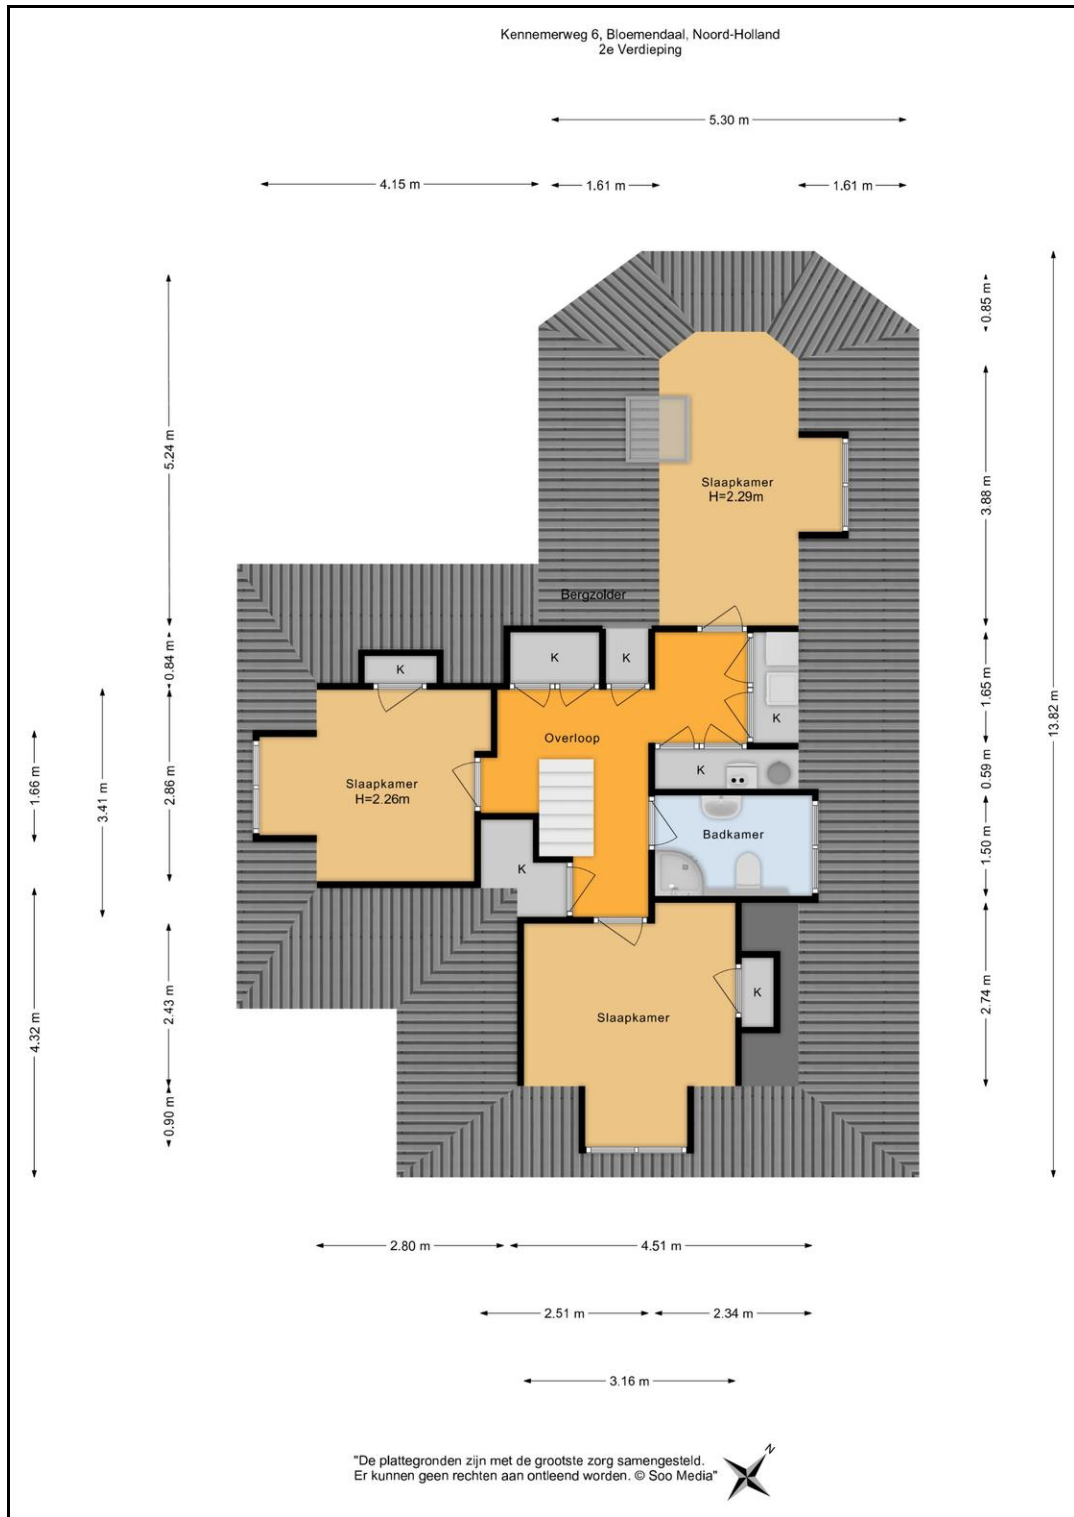 Kennemerweg 6, Bloemendaal, Noord-Holland
2e Verdieping
5.30 m
4.15 m
1.61 m
1.61 m
0.85 m
5.24 m
3.88 m
Slaapkamer
H=2.29m
Bergzolder
0.84 m
K
K
K
1.65 m
13.82 m
K
Overloop
1.66 m
3.41 m
2.86 m
Slaapkamer
H=2.26m
K
0.59 m
Badkamer
1.50 m
K
4.32 m
2.43 m
K
Slaapkamer
2.74 m
0.90 m
2.80 m
4.51 m
2.51 m
2.34 m
3.16 m
N
"De plattegronden zijn met de grootste zorg samengesteld.
Er kunnen geen rechten aan ontleend worden. © Soo Media"